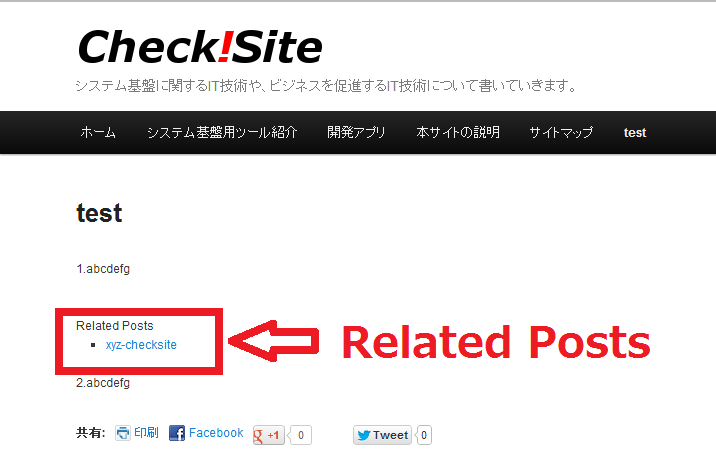 Check!Site
システム基盤に関するIT技術や、ビジネスを促進するIT技術について書いていきます。
ホーム システム基盤用ツール紹介 開発アプリ 本サイトの説明 サイトマップ test
test
1.abcdefg
Related Posts
xyz-checksite
Related Posts
2.abcdefg
共有: 印刷 Facebook +1 0 Tweet 0